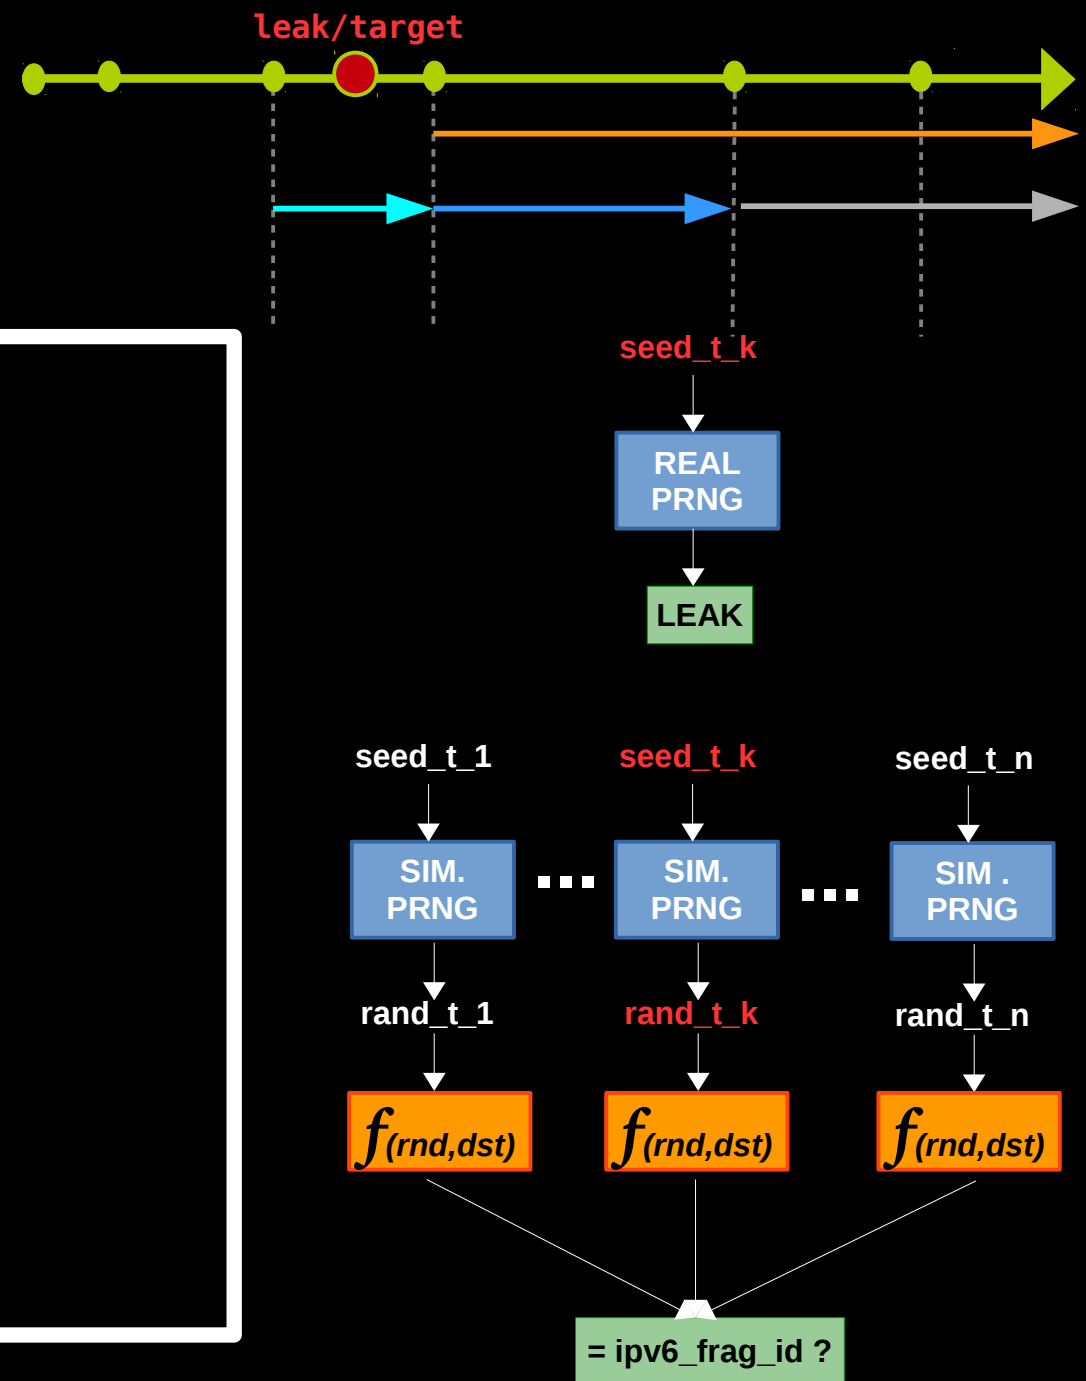 leak/target
seed_t_k
REAL
PRNG
LEAK
seed_t_1
seed_t_k
seed_t_n
SIM.
PRNG
SIM.
PRNG
SIM .
PRNG
rand_t_1
rand_t_k
rand_t_n
f(rnd,dst)
f(rnd,dst)
f(rnd,dst)
= ipv6_frag_id ?